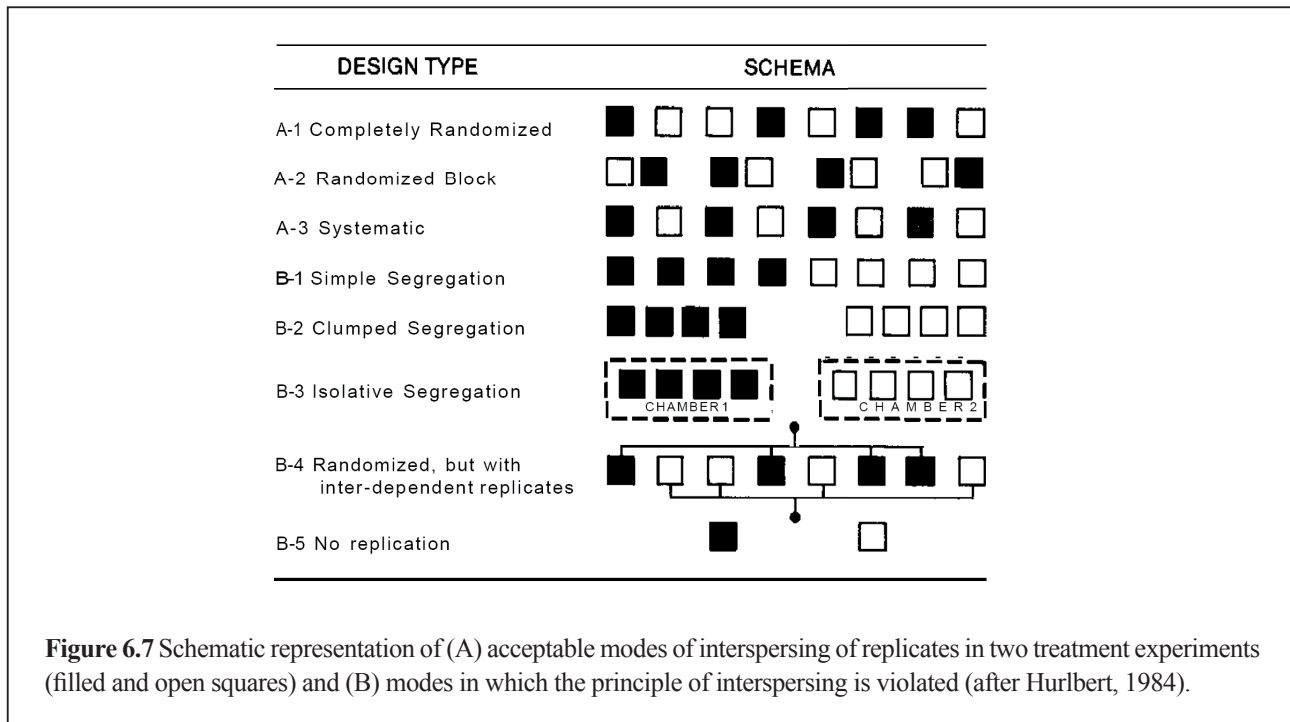 DESIGN TYPE SCHEMA
A-1 Completely Randomized
A-2 Randomized Block
A-3 Systematic
B-1 Simple Segregation
B-2 Clumped Segregation
B-3 Isolative Segregation
CHAMBER1 CHAMBER2
B-4 Randomized, but with
inter-dependent replicates
B-5 No replication
Figure 6.7 Schematic representation of (A) acceptable modes of interspersing of replicates in two treatment experiments
(filled and open squares) and (B) modes in which the principle of interspersing is violated (after Hurlbert, 1984).